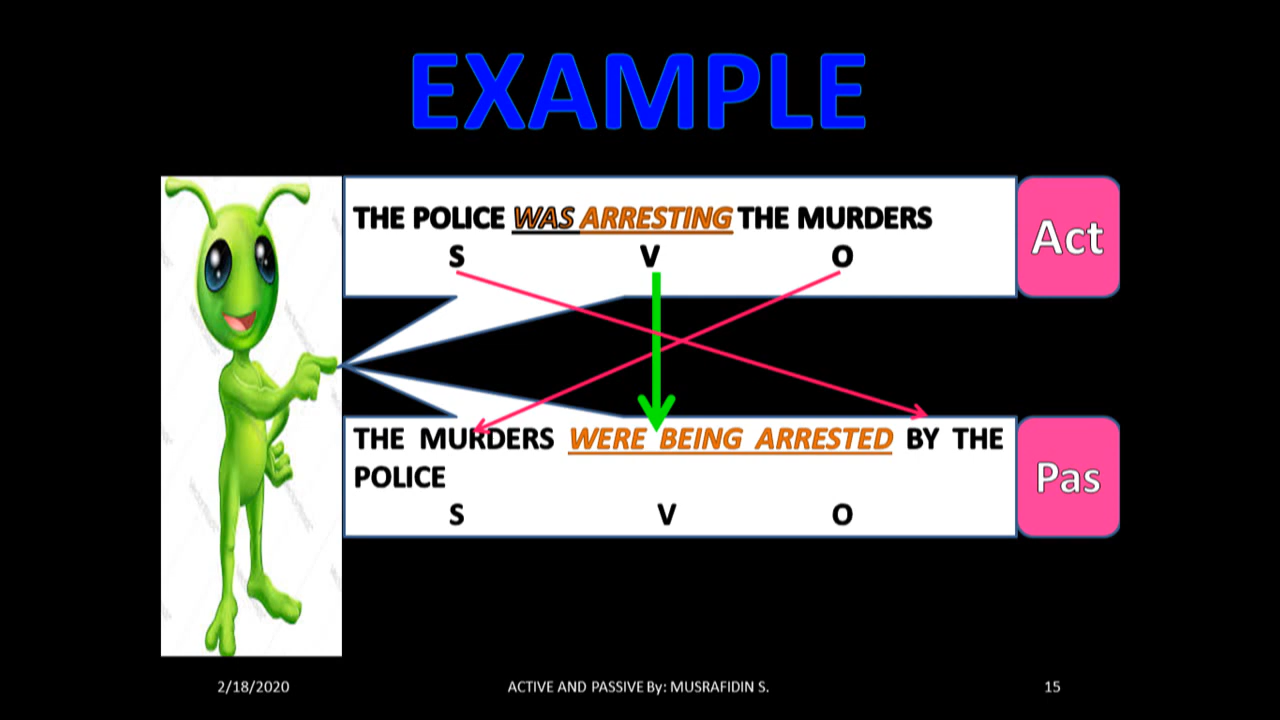 EXAMPLE
THE POLICE WAS ARRESTING THE MURDERS
S V O
Act
THE MURDERS WERE BEING ARRESTED BY THE
POLICE
S V O
Pas
2/18/2020
ACTIVE AND PASSIVE By: MUSRAFIDIN S.
15